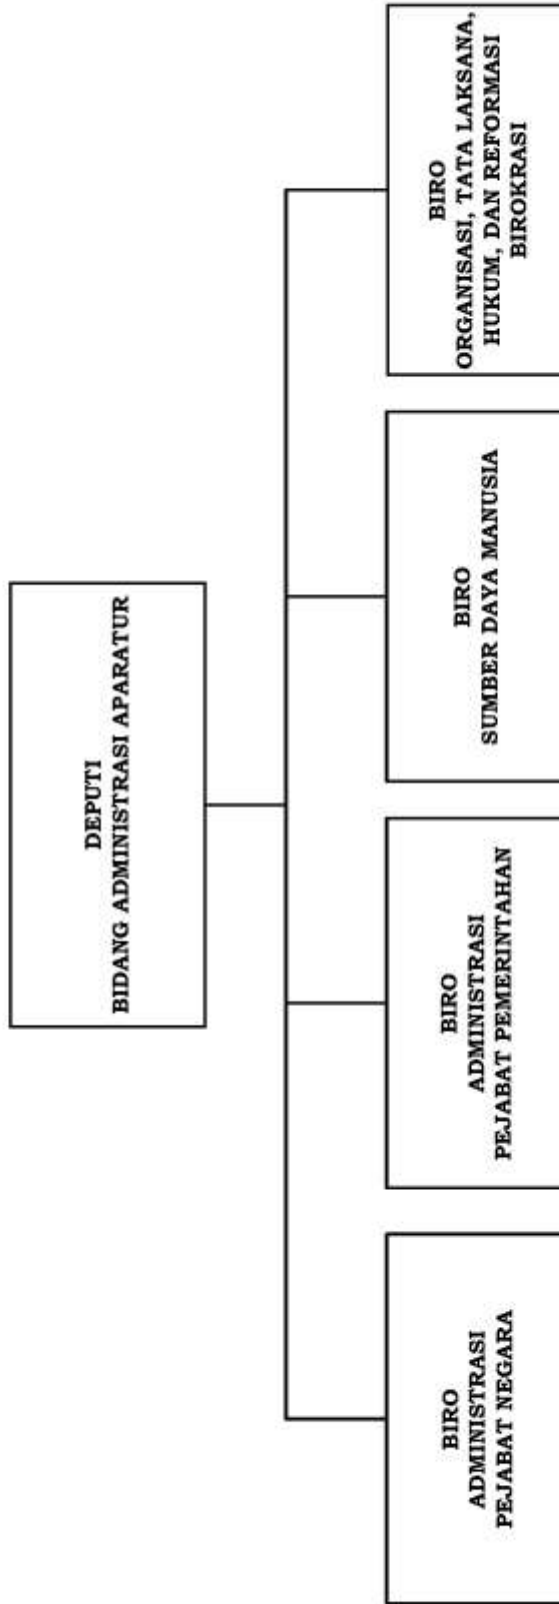 DEPUTI
BIDANG ADMINISTRASI APARATUR
BIRO
ADMINISTRASI
PEJABAT NEGARA
BIRO
ADMINISTRASI
PEJABAT PEMERINTAHAN
BIRO
SUMBER DAYA MANUSIA
BIRO
ORGANISASI, TATA LAKSANA,
HUKUM, DAN REFORMASI
BIROKRASI